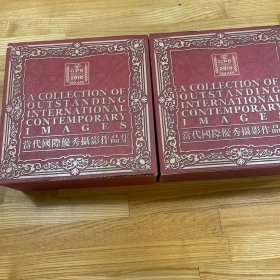 A COLLECTION OF
OUTSTANDING
INTERNATIONAL
CONTEMPORARY
IMAGES
當代國際優秀攝影作品集
A COLLECTION OF
OUTSTANDING
INTERNATIONAL
CONTEMPORARY
IMAGES
當代國際優秀攝影作品集